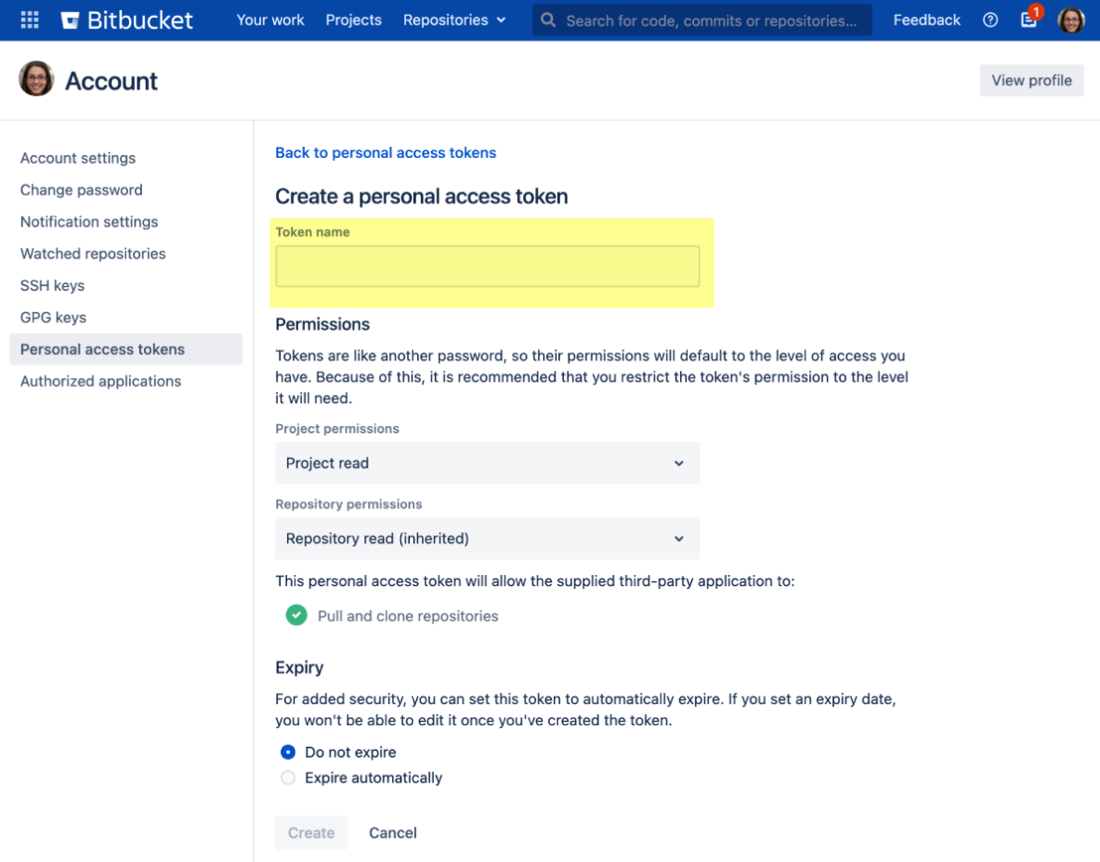 Bitbucket Your work Projects Repositories Search for code, commits or repositories... Feedback 1
Account View profile
Account settings
Change password
Notification settings
Watched repositories
SSH keys
GPG keys
Personal access tokens
Authorized applications
Back to personal access tokens
Create a personal access token
Token name
Permissions
Tokens are like another password, so their permissions will default to the level of access you
have. Because of this, it is recommended that you restrict the token's permission to the level
it will need.
Project permissions
Project read
Repository permissions
Repository read (inherited)
This personal access token will allow the supplied third-party application to:
Pull and clone repositories
Expiry
For added security, you can set this token to automatically expire. If you set an expiry date,
you won't be able to edit it once you've created the token.
Do not expire
Expire automatically
Create Cancel